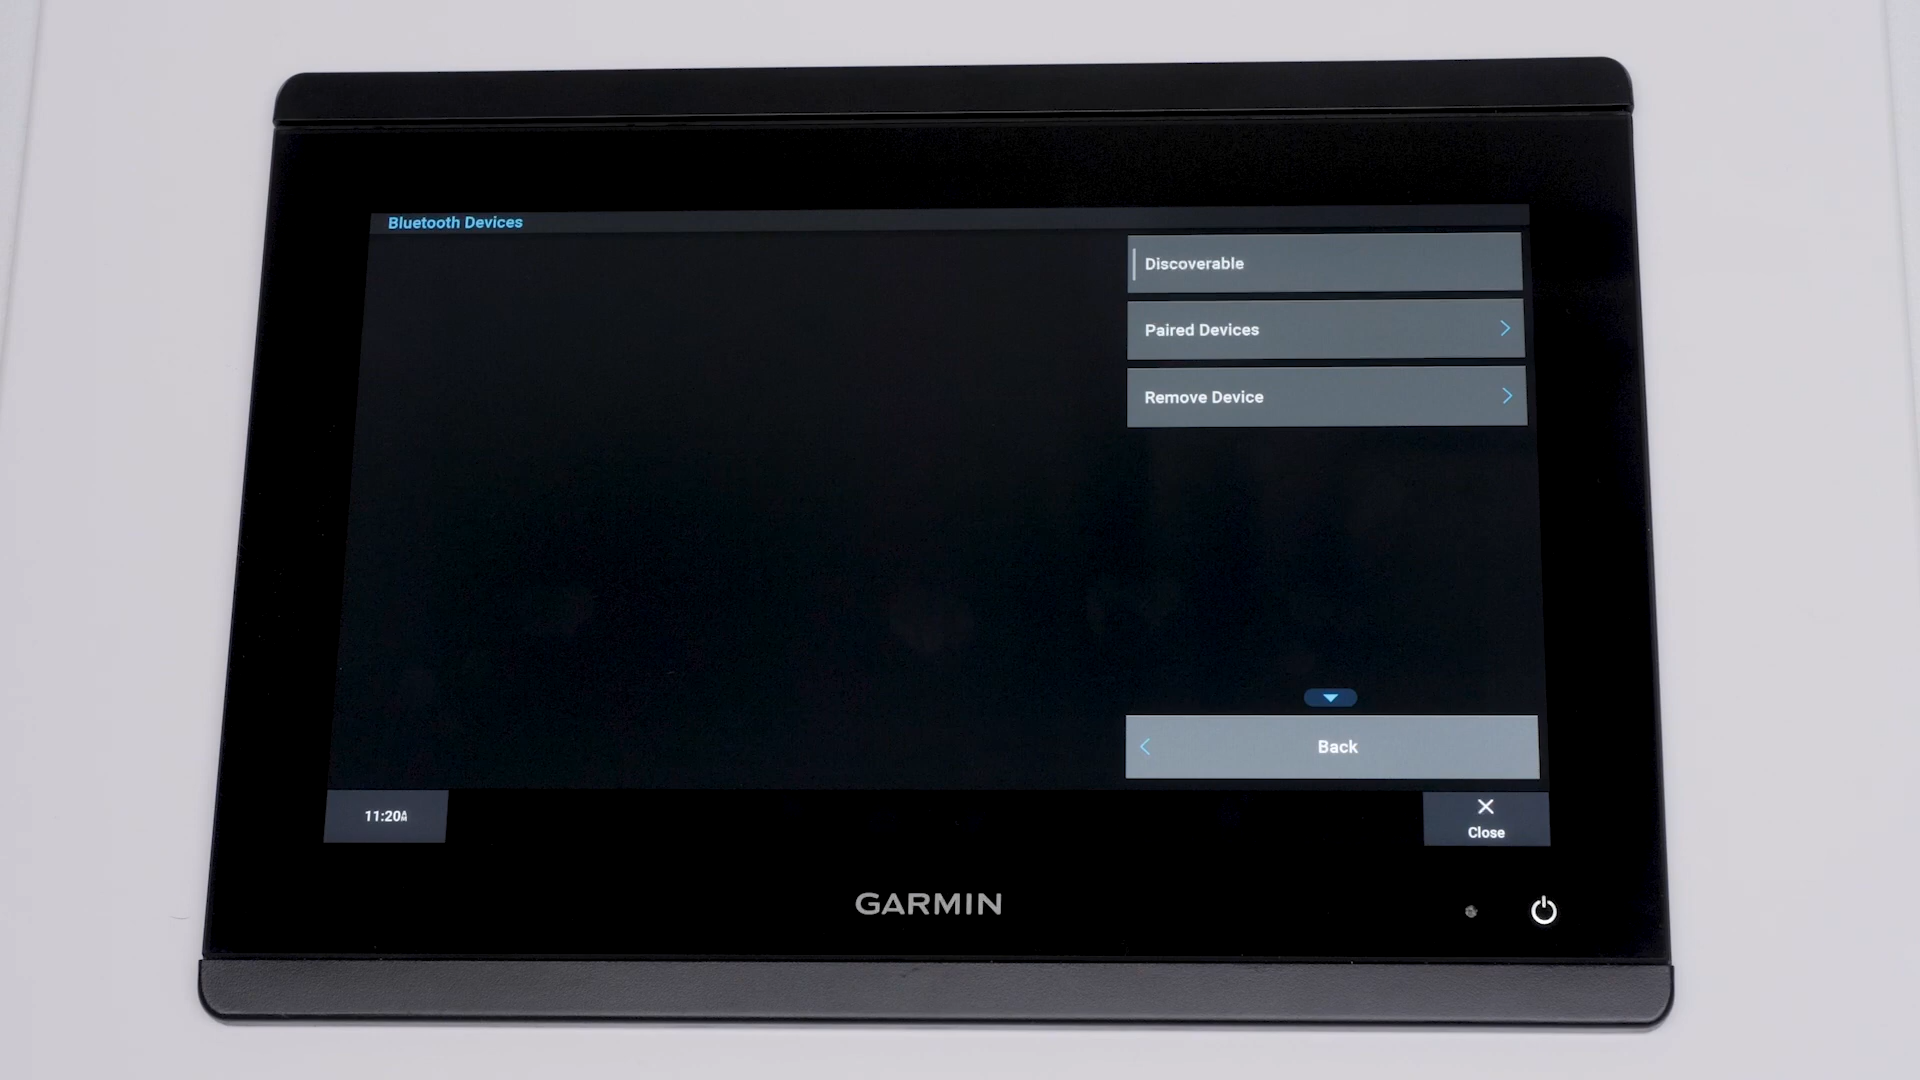 Bluetooth Devices
Discoverable
Paired Devices
Remove Device
Back
11:20A
Close
GARMIN